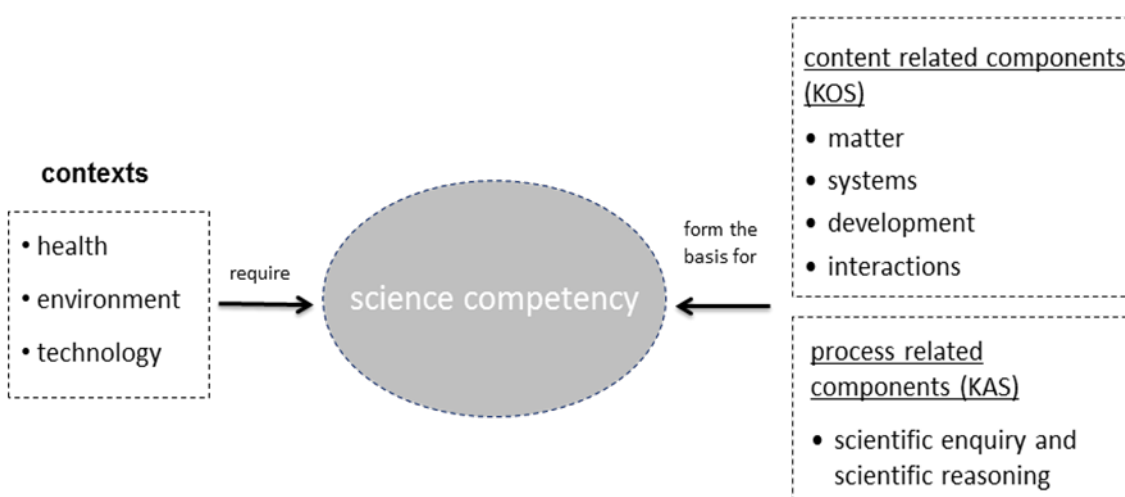 contexts
• health
• environment
• technology
require
science competency
form the
basis for
content related components
(KOS)
• matter
• systems
• development
• interactions
process related
components (KAS)
• scientific enquiry and
scientific reasoning